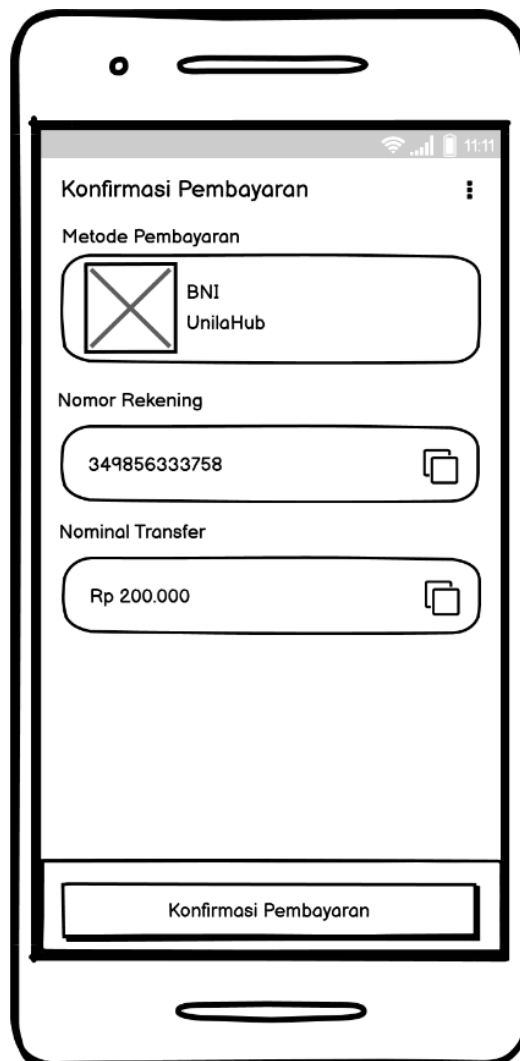 11:11
Konfirmasi Pembayaran
Metode Pembayaran
BNI
UnilaHub
Nomor Rekening
349856333758
Nominal Transfer
Rp 200.000
Konfirmasi Pembayaran